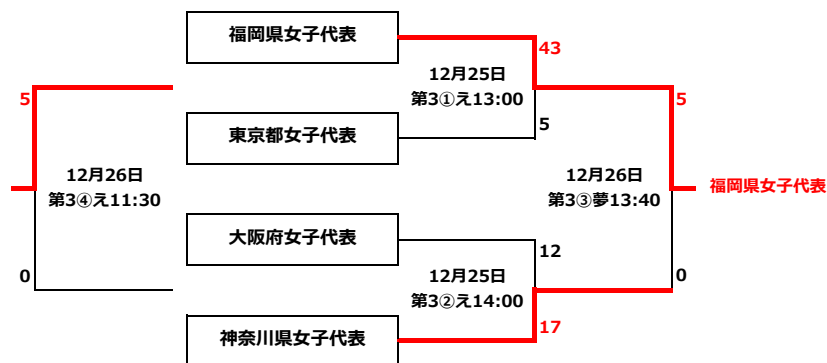 福岡県女子代表
43
12月25日
第3①え13:00
5
5
東京都女子代表
5
12月26日
第3④え11:30
12月26日
第3③夢13:40
福岡県女子代表
大阪府女子代表
12
0
0
12月25日
第3②え14:00
17
神奈川県女子代表